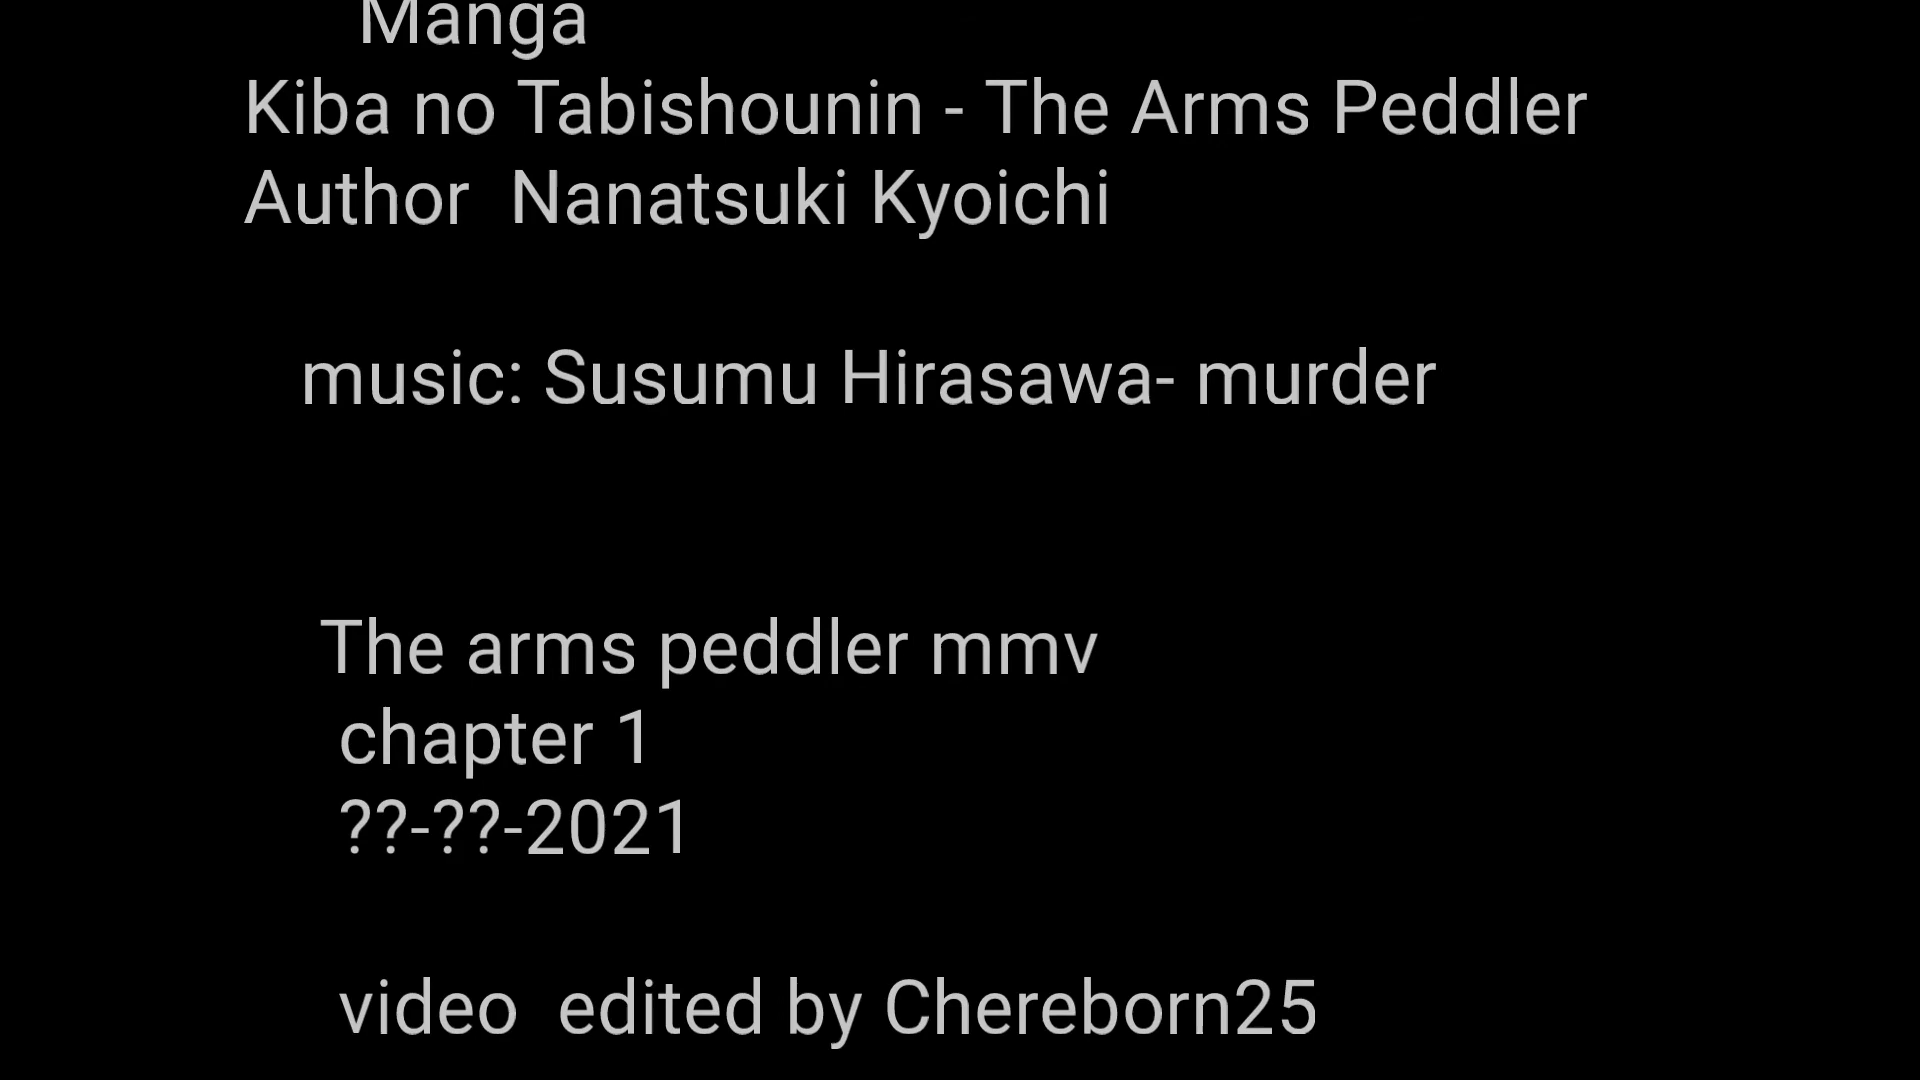 Manga
Kiba no Tabishounin - The Arms Peddler
Author  Nanatsuki Kyoichi
music: Susumu Hirasawa- murder
The arms peddler mmv
chapter 1
??-??-2021
video  edited by Chereborn25